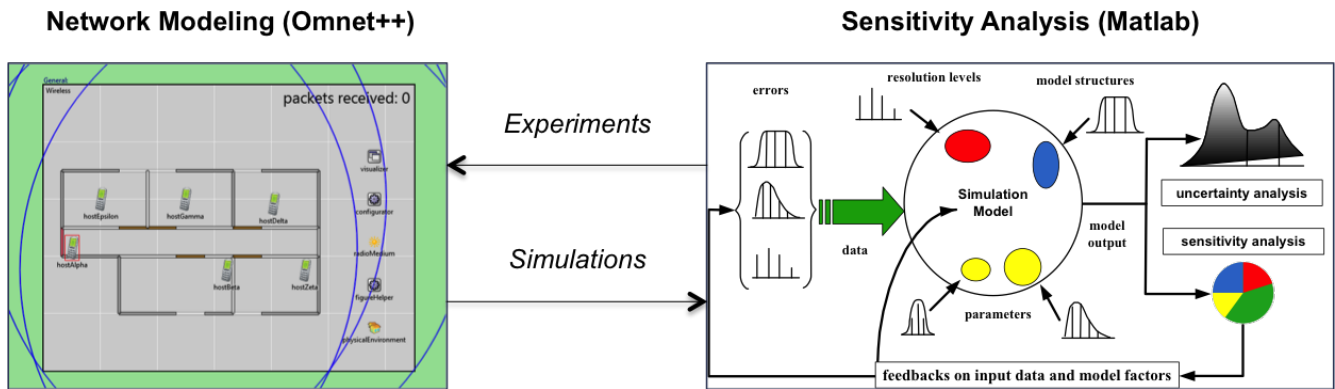 Network Modeling (Omnet++)
Sensitivity Analysis (Matlab)
General:
Wireless
packets received: 0
visualizer
hostEpsilon
hostGamma
hostDelta
configurator
hostAlpha
radioMedium
hostBeta
hostZeta
figureHelper
physicalEnvironment
Experiments
Simulations
errors
resolution levels
model structures
Simulation
Model
data
parameters
model
output
uncertainty analysis
sensitivity analysis
feedbacks on input data and model factors